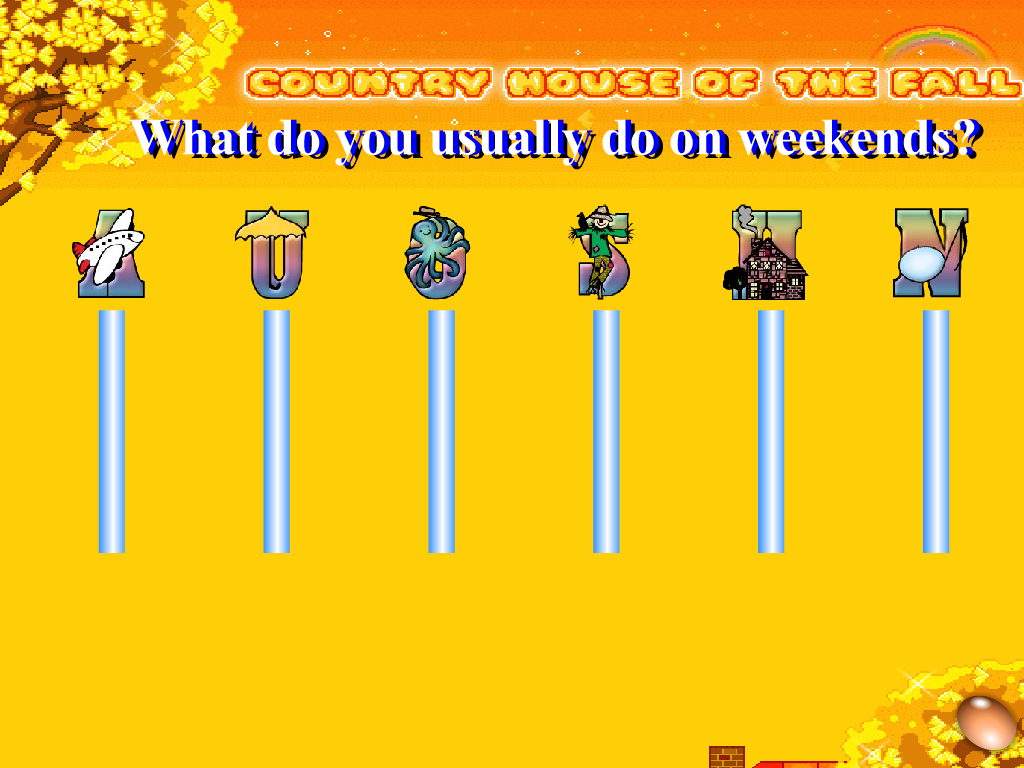 COUNTRY HOUSE OF THE FALL
What do you usually do on weekends?
A U O S H N